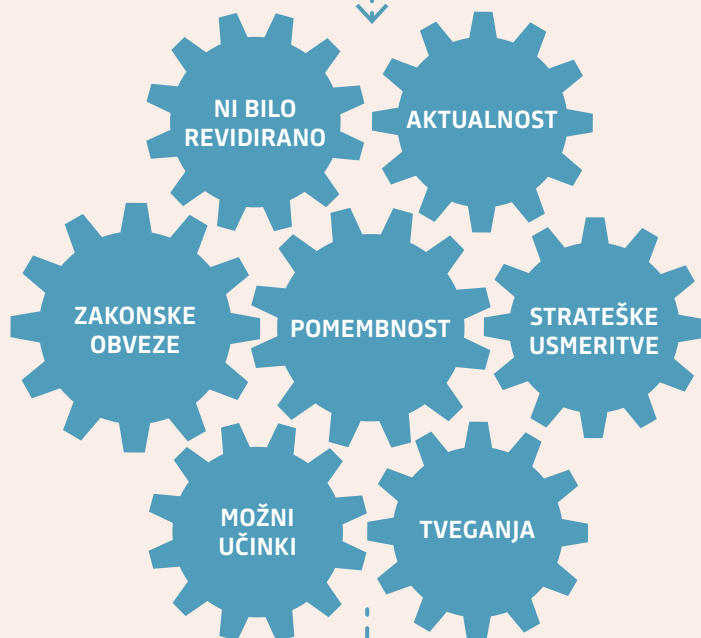 NI BILO
REVIDIRANO
AKTUALNOST
ZAKONSKE
OBVEZE
POMEMBNOST
STRATEŠKE
USMERITVE
MOŽNI
UČINKI
TVEGANJA